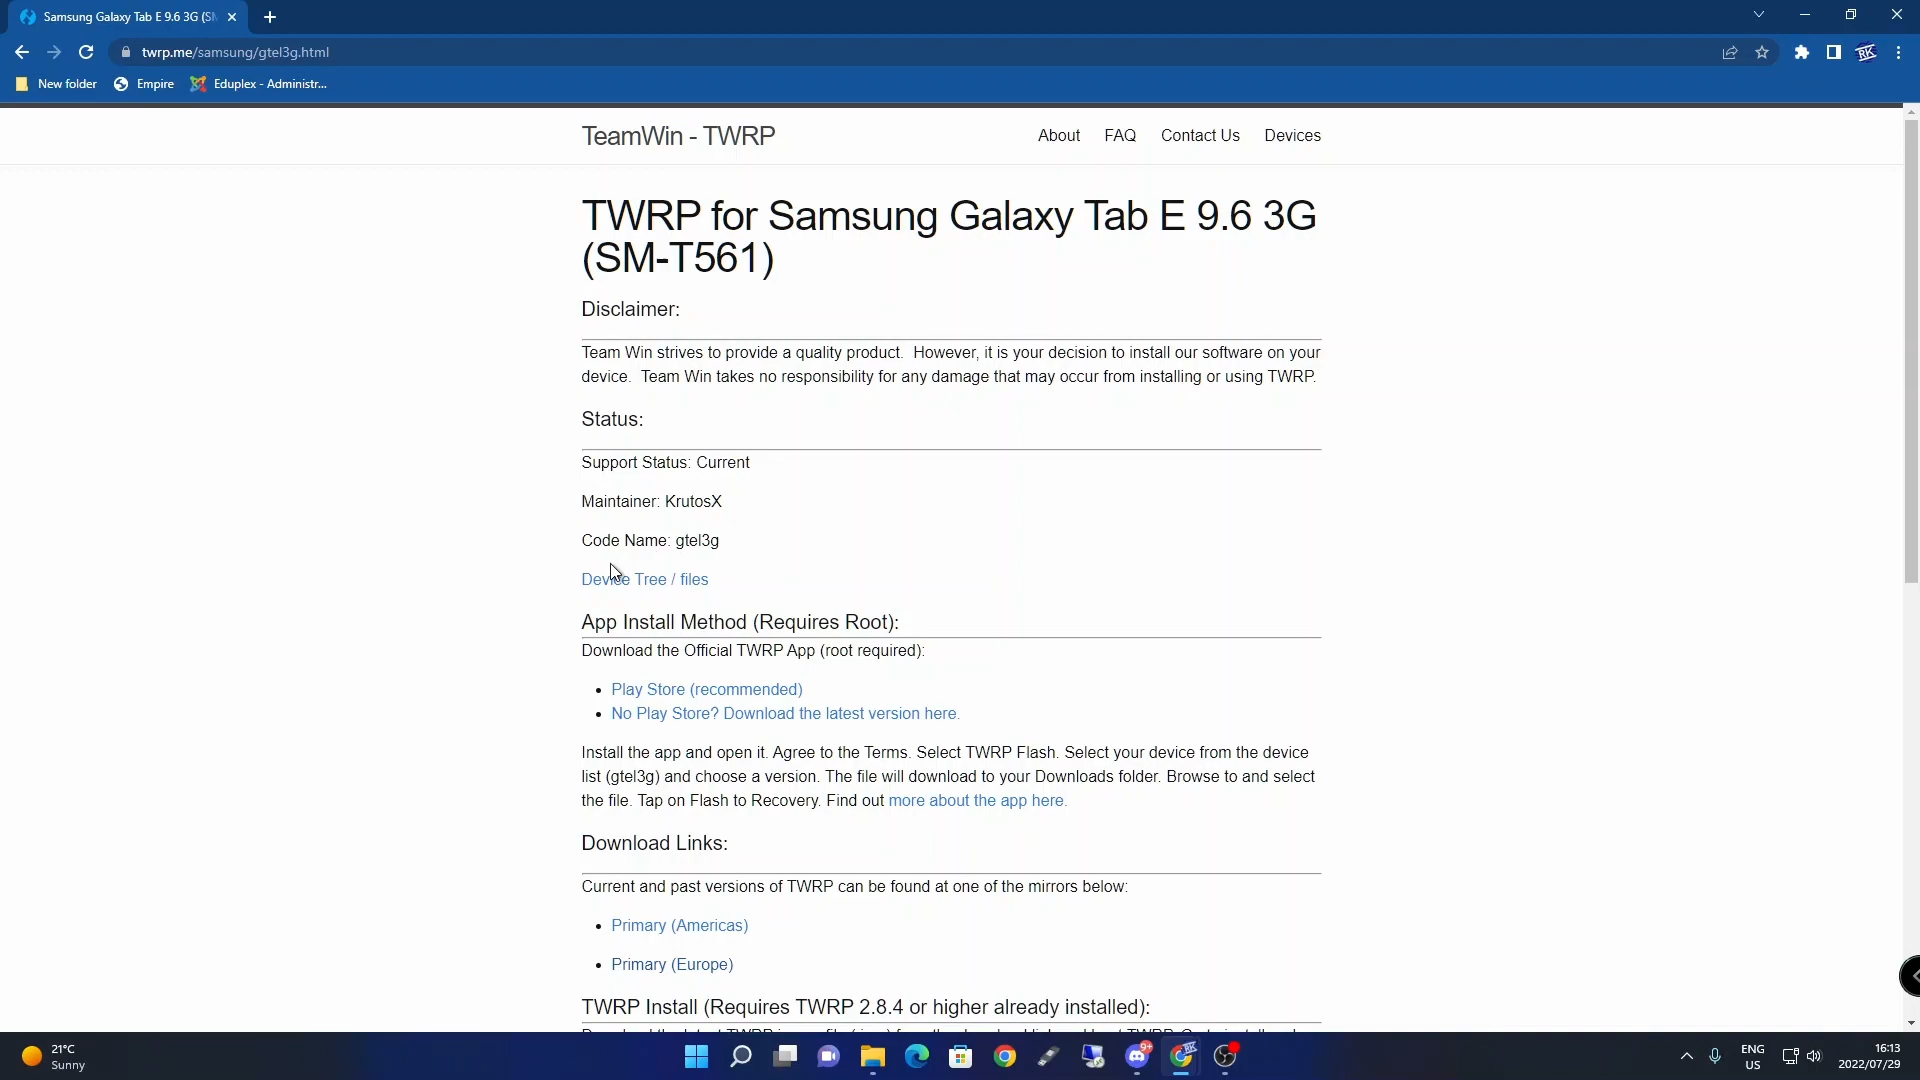 Samsung Galaxy Tab E 9.6 3G (SM
twrp.me/samsung/gtel3g.html
RK
New folder
Empire
Eduplex - Administr...
TeamWin - TWRP
About
FAQ
Contact Us
Devices
TWRP for Samsung Galaxy Tab E 9.6 3G
(SM-T561)
Disclaimer:
Team Win strives to provide a quality product.  However, it is your decision to install our software on your
device.  Team Win takes no responsibility for any damage that may occur from installing or using TWRP.
Status:
Support Status: Current
Maintainer: KrutosX
Code Name: gtel3g
Device Tree / files
App Install Method (Requires Root):
Download the Official TWRP App (root required):
Play Store (recommended)
No Play Store? Download the latest version here.
Install the app and open it. Agree to the Terms. Select TWRP Flash. Select your device from the device
list (gtel3g) and choose a version. The file will download to your Downloads folder. Browse to and select
the file. Tap on Flash to Recovery. Find out more about the app here.
Download Links:
Current and past versions of TWRP can be found at one of the mirrors below:
Primary (Americas)
Primary (Europe)
TWRP Install (Requires TWRP 2.8.4 or higher already installed):
21°C
Sunny
9+
RK
ENG
US
16:13
2022/07/29